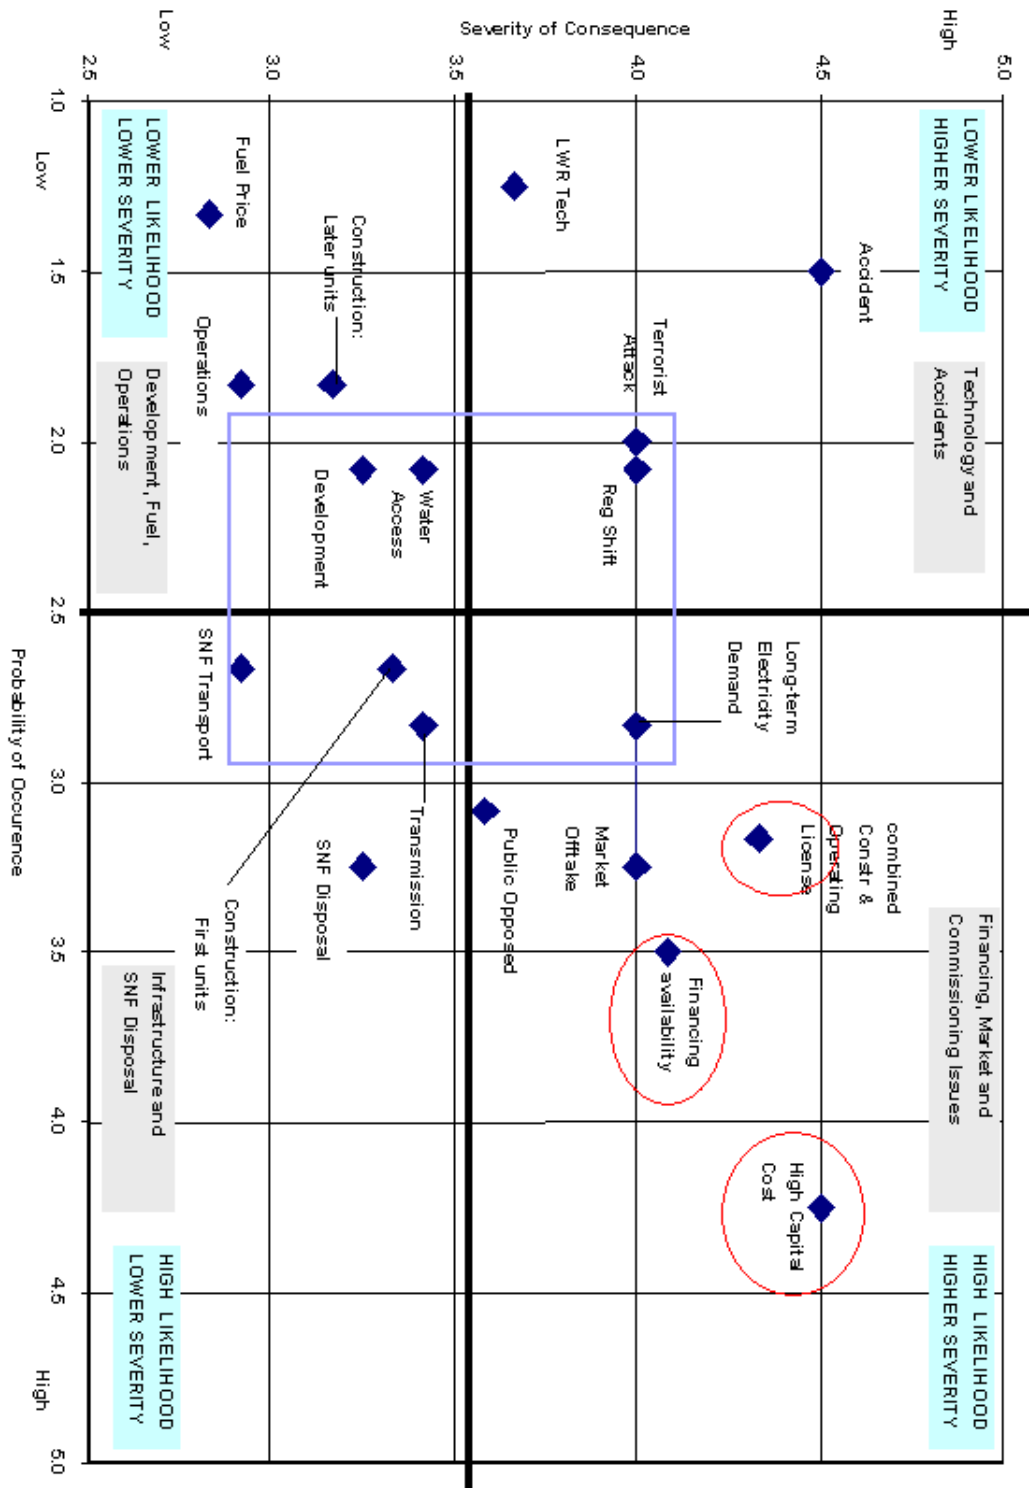 Severity of Consequence
High
Low
5.0
4.5
4.0
3.5
3.0
2.5
LOWER LIKELIHOOD
HIGHER SEVERITY
Technology and
Accidents
Financing, Market and
Commissioning Issues
HIGH LIKELIHOOD
HIGHER SEVERITY
Accident
combined
Constr &
Operating
License
High Capital
Cost
Long-term
Electricity
Demand
Financing
availability
Terrorist
Attack
Reg Shift
Market
Offtake
LWR Tech
Public Opposed
Water
Access
Transmission
Construction:
Later units
Development
SNF Disposal
Fuel Price
Operations
SNF Transport
Construction:
First units
LOWER LIKELIHOOD
LOWER SEVERITY
Development, Fuel,
Operations
Infrastructure and
SNF Disposal
HIGH LIKELIHOOD
LOWER SEVERITY
1.0
1.5
2.0
2.5
3.0
3.5
4.0
4.5
5.0
Low
High
Probability of Occurence